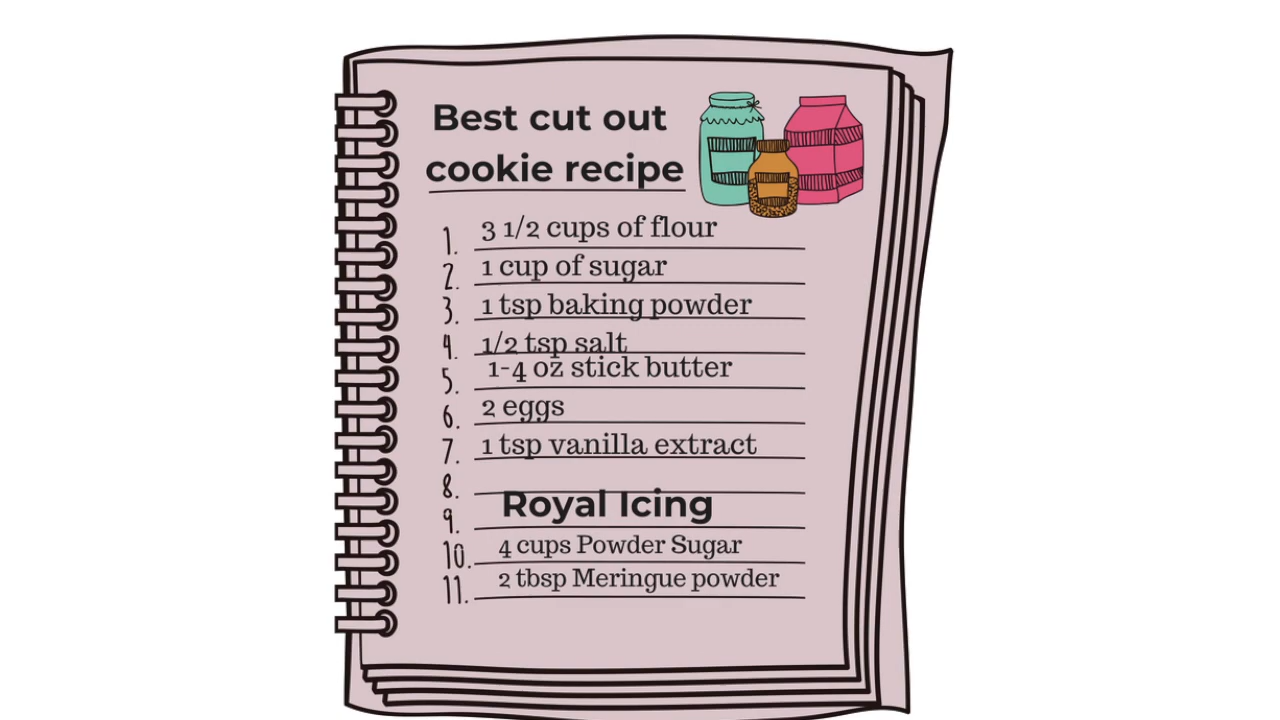 Best cut out
cookie recipe
1. 3 1/2 cups of flour
2. 1 cup of sugar
3. 1 tsp baking powder
4. 1/2 tsp salt
5. 1-4 oz stick butter
6. 2 eggs
7. 1 tsp vanilla extract
8.
9. Royal Icing
10. 4 cups Powder Sugar
11. 2 tbsp Meringue powder